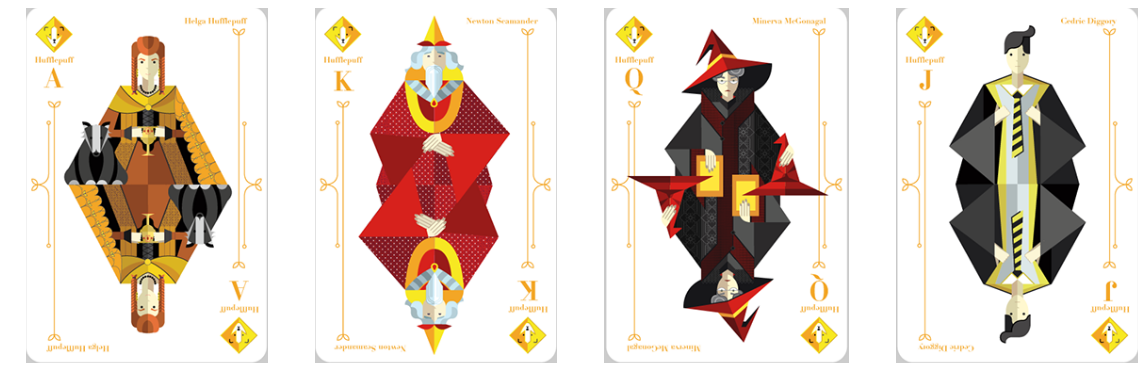 Helga Hufflepuff
Hufflepuff
A
A
Hufflepuff
Helga Hufflepuff
Newton Scamander
Hufflepuff
K
K
Hufflepuff
Newton Scamander
Minerva McGonagal
Hufflepuff
Q
Q
Hufflepuff
Minerva McGonagal
Cedric Diggory
Hufflepuff
J
J
Hufflepuff
Cedric Diggory